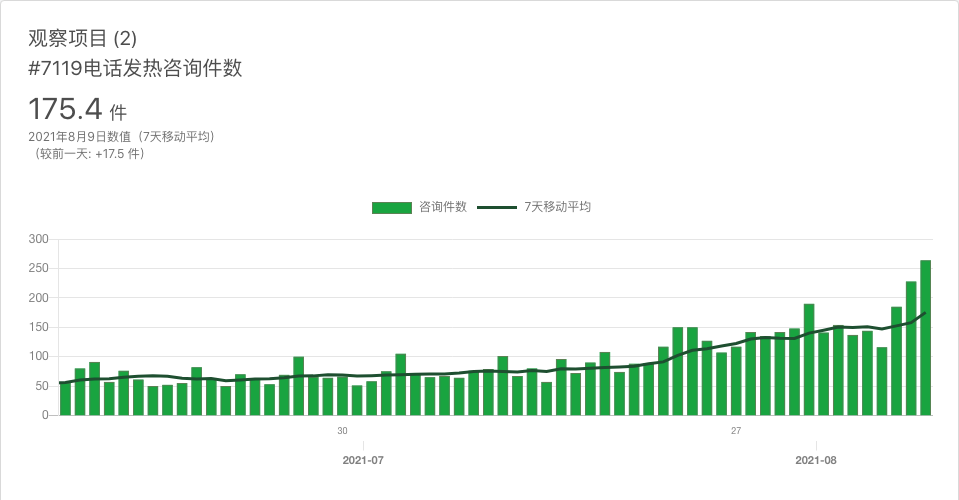 观察项目 (2)
#7119电话发热咨询件数
175.4 件
2021年8月9日数值（7天移动平均）
（较前一天: +17.5 件）
咨询件数 7天移动平均
300
250
200
150
100
50
0
30 27
2021-07 2021-08